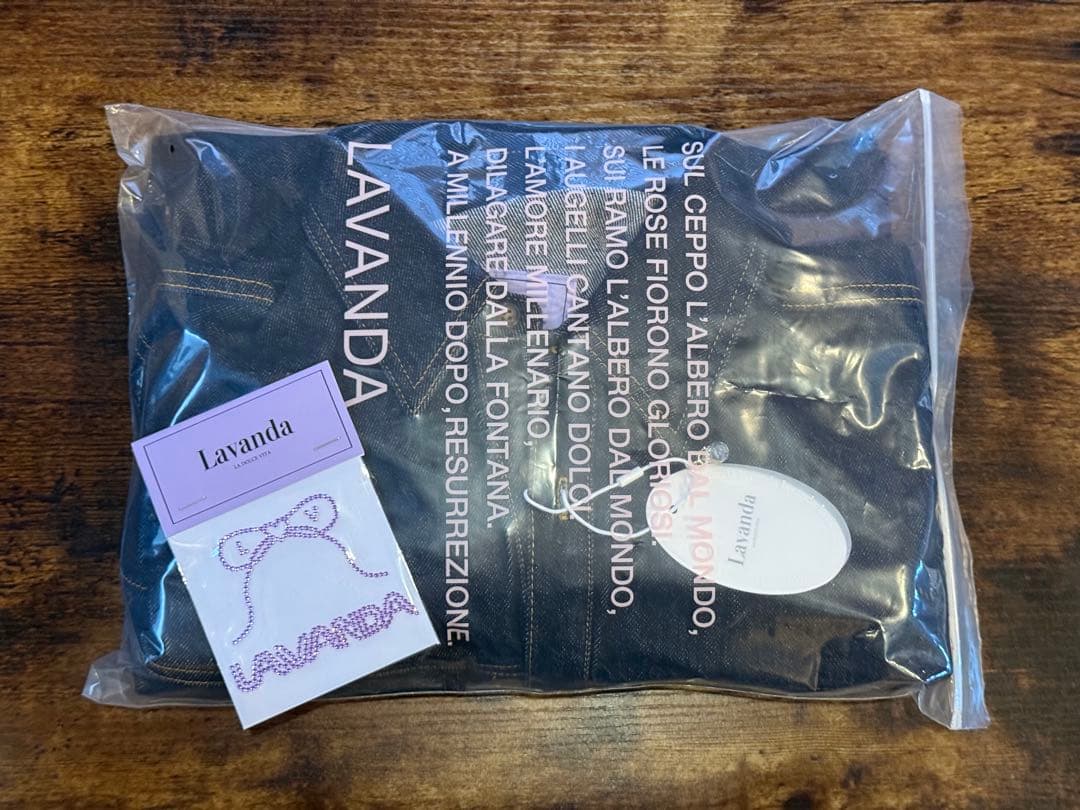 SUL CEPPO L'ALBERO DAL MONDO,
LE ROSE FIORONO GLORIOSI.
SUI RAMO L'ALBERO DAL MONDO,
I AUGELLI CANTANO DOLCI.
L'AMORE MILLENARIO,
DILAGARE DALLA FONTANA.
A MILLENNIO DOPO, RESURREZIONE.
LAVANDA
Lavanda
LA DOLCE VITA
LAVANDA
Lavanda